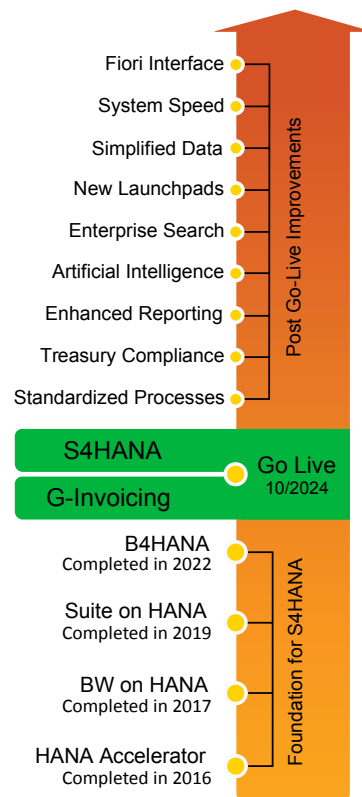 Fiori Interface
System Speed
Simplified Data
New Launchpads
Enterprise Search
Artificial Intelligence
Enhanced Reporting
Treasury Compliance
Standardized Processes
Post Go-Live Improvements
S4HANA
G-Invoicing
Go Live
10/2024
B4HANA
Completed in 2022
Suite on HANA
Completed in 2019
BW on HANA
Completed in 2017
HANA Accelerator
Completed in 2016
Foundation for S4HANA